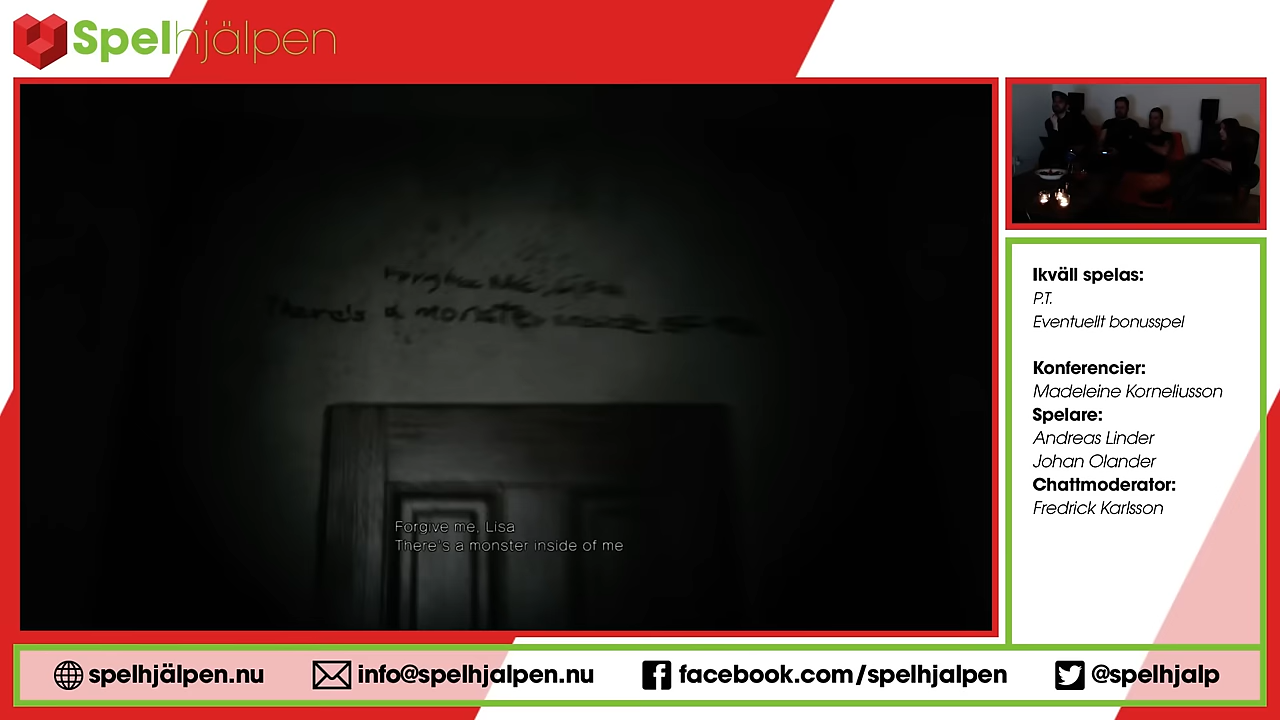 Spelhjälpen
Forgive me, Lisa
There's a monster inside of me
Forgive me, Lisa
There's a monster inside of me
Ikväll spelas:
P.T.
Eventuellt bonusspel
Konferencier:
Madeleine Korneliusson
Spelare:
Andreas Linder
Johan Olander
Chattmoderator:
Fredrick Karlsson
spelhjälpen.nu
info@spelhjalpen.nu
facebook.com/spelhjalpen
@spelhjalp